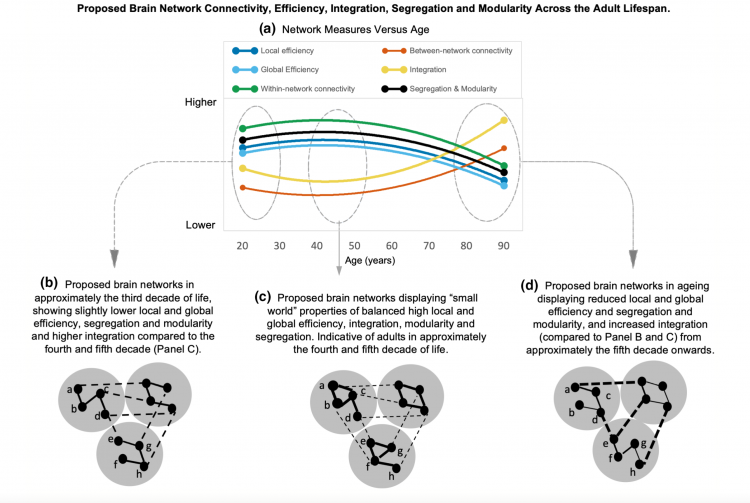 Proposed Brain Network Connectivity, Efficiency, Integration, Segregation and Modularity Across the Adult Lifespan.
(a) Network Measures Versus Age
Local efficiency
Between-network connectivity
Global Efficiency
Integration
Within-network connectivity
Segregation & Modularity
Higher
Lower
20 30 40 50 60 70 80 90
Age (years)
(b) Proposed brain networks in
approximately the third decade of life,
showing slightly lower local and global
efficiency, segregation and modularity
and higher integration compared to the
fourth and fifth decade (Panel C).
(c) Proposed brain networks displaying “small
world” properties of balanced high local and
global efficiency, integration, modularity and
segregation. Indicative of adults in approximately
the fourth and fifth decade of life.
(d) Proposed brain networks in ageing
displaying reduced local and global
efficiency and segregation and
modularity, and increased integration
(compared to Panel B and C) from
approximately the fifth decade onwards.
a
c
b
d
e
g
f
h
a
c
b
d
e
g
f
h
a
c
b
d
e
g
f
h